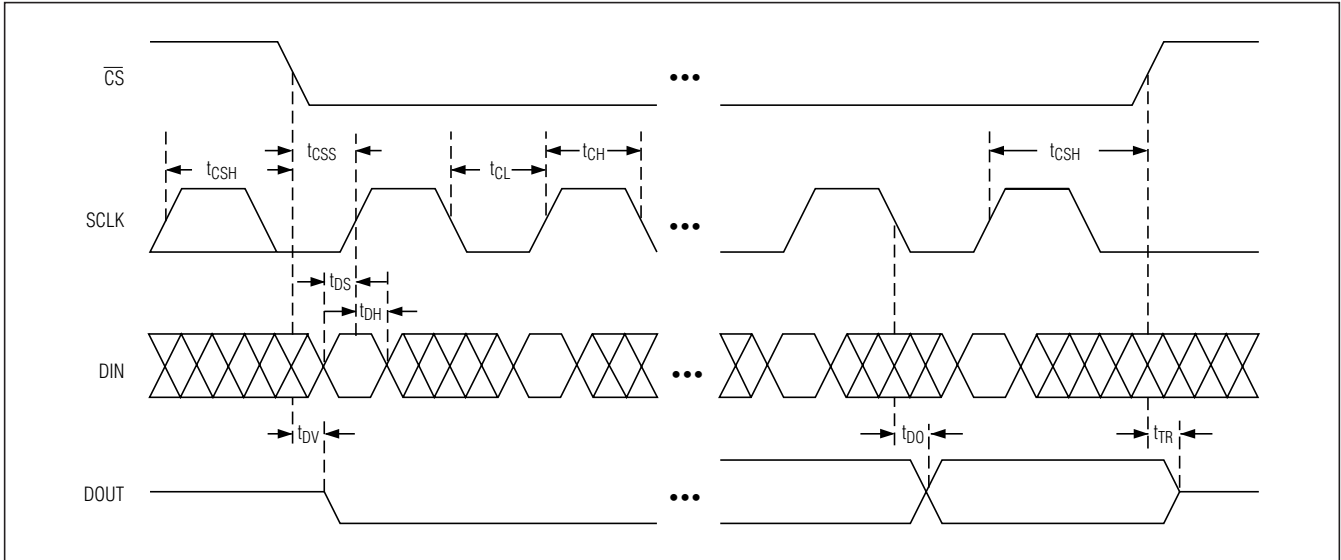 CS
tCSH
tCSS
tCL
tCH
tCSH
•••
SCLK
•••
tDS
tDH
DIN
•••
tDV
tDO
tTR
DOUT
•••